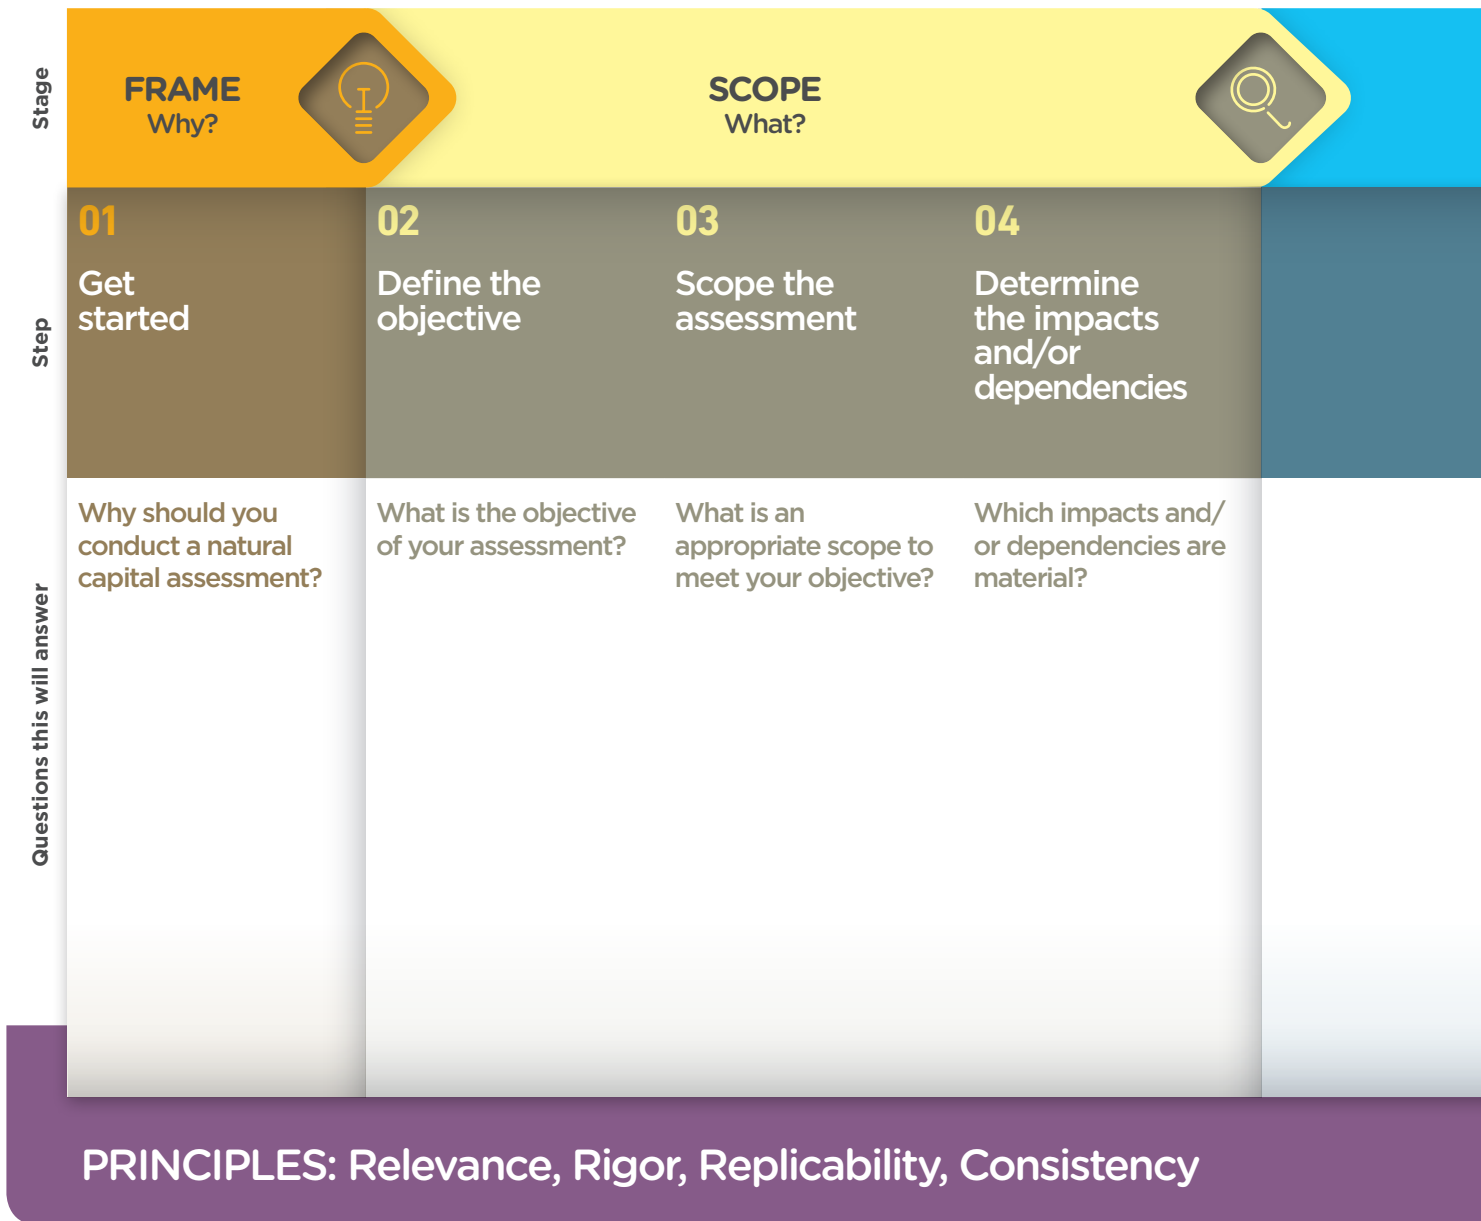 Stage
FRAME
Why?
SCOPE
What?
Step
01
Get
started
02
Define the
objective
03
Scope the
assessment
04
Determine
the impacts
and/or
dependencies
Questions this will answer
Why should you
conduct a natural
capital assessment?
What is the objective
of your assessment?
What is an
appropriate scope to
meet your objective?
Which impacts and/
or dependencies are
material?
PRINCIPLES: Relevance, Rigor, Replicability, Consistency